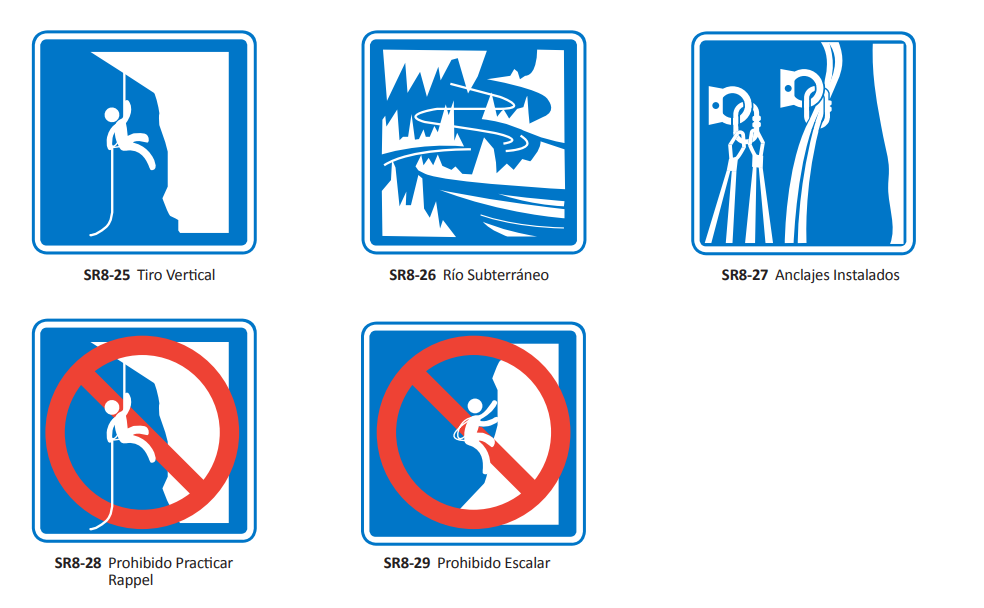 SR8-25 Tiro Vertical
SR8-26 Río Subterráneo
SR8-27 Anclajes Instalados
SR8-28 Prohibido Practicar
Rappel
SR8-29 Prohibido Escalar